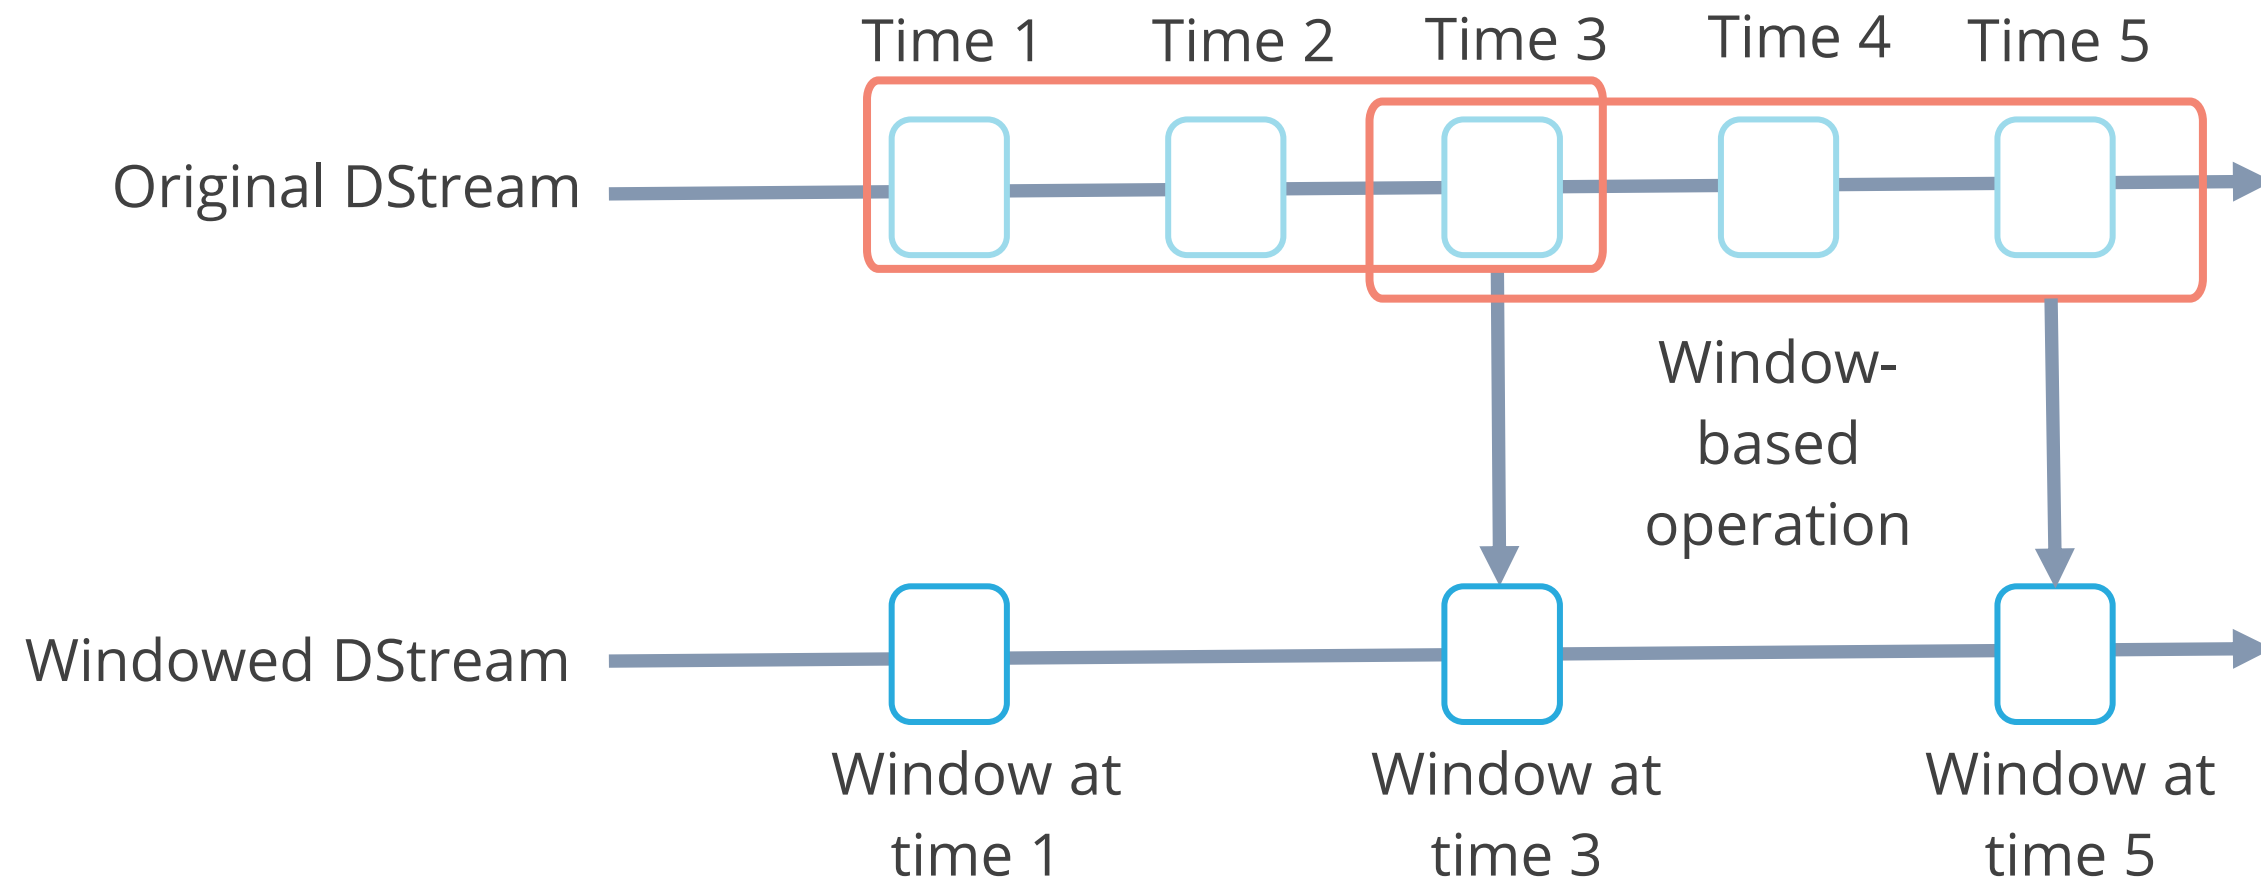 Time 1
Time 2
Time 3
Time 4
Time 5
Original DStream
Window-
based
operation
Windowed DStream
Window at
time 1
Window at
time 3
Window at
time 5